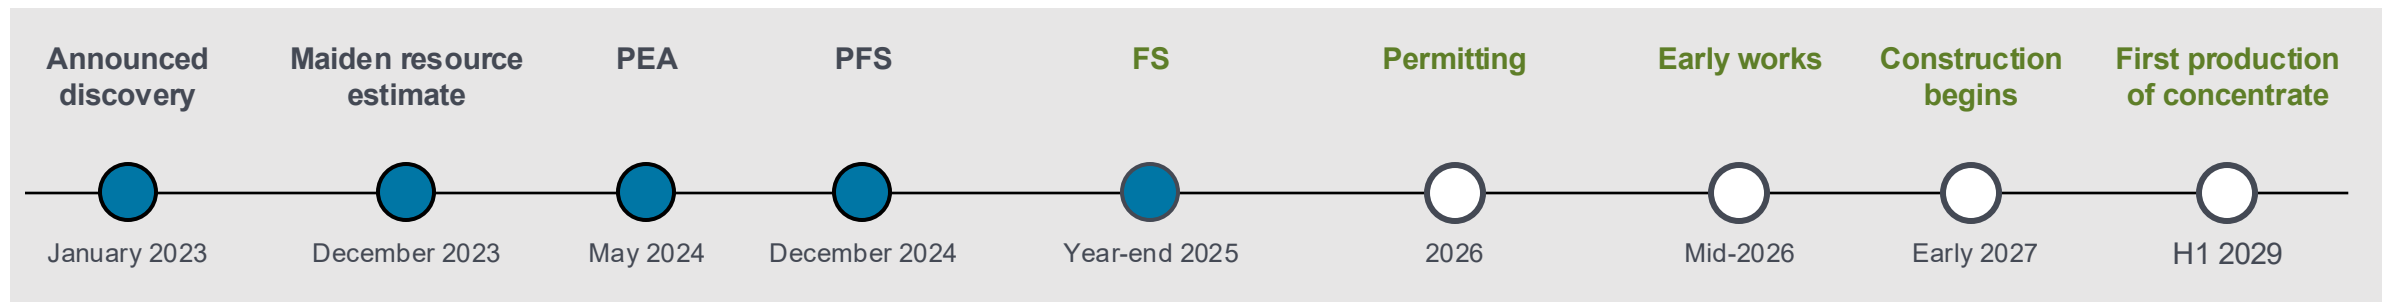 Announced
discovery
Maiden resource
estimate
PEA
PFS
FS
Permitting
Early works
Construction
begins
First production
of concentrate
January 2023
December 2023
May 2024
December 2024
Year-end 2025
2026
Mid-2026
Early 2027
H1 2029